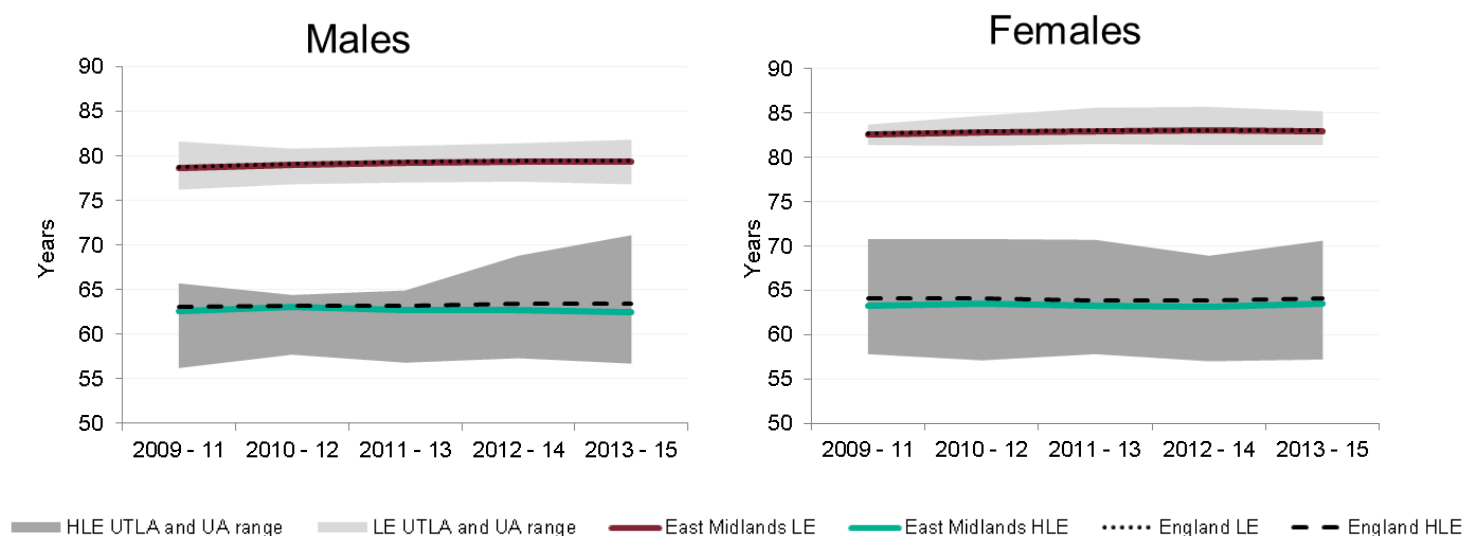 Males
Years
90
85
80
75
70
65
60
55
50
2009 - 11 2010 - 12 2011 - 13 2012 - 14 2013 - 15
Females
Years
90
85
80
75
70
65
60
55
50
2009 - 11 2010 - 12 2011 - 13 2012 - 14 2013 - 15
HLE UTLA and UA range LE UTLA and UA range East Midlands LE East Midlands HLE England LE England HLE